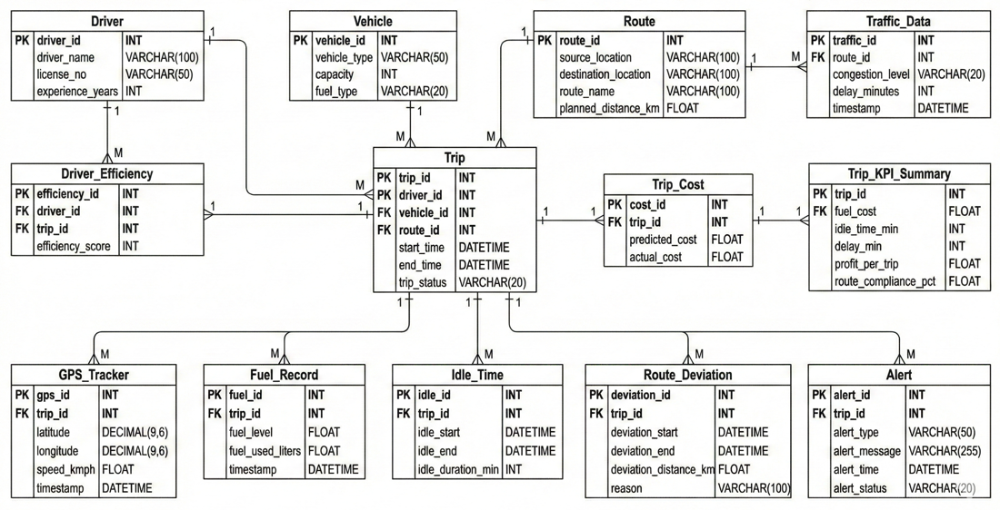 Driver
PK driver_id INT
driver_name VARCHAR(100)
license_no VARCHAR(50)
experience_years INT
Vehicle
PK vehicle_id INT
vehicle_type VARCHAR(50)
capacity INT
fuel_type VARCHAR(20)
Route
PK route_id INT
source_location VARCHAR(100)
destination_location VARCHAR(100)
route_name VARCHAR(100)
planned_distance_km FLOAT
Traffic_Data
PK traffic_id INT
FK route_id INT
congestion_level VARCHAR(20)
delay_minutes INT
timestamp DATETIME
1
1
1
M
1
1
M
M
M
M
Driver_Efficiency
PK efficiency_id INT
FK driver_id INT
FK trip_id INT
efficiency_score INT
1
1
Trip
PK trip_id INT
PK driver_id INT
FK vehicle_id INT
FK route_id INT
start_time DATETIME
end_time DATETIME
trip_status VARCHAR(20)
1
1
Trip_Cost
PK cost_id INT
FK trip_id INT
predicted_cost FLOAT
actual_cost FLOAT
1
1
Trip_KPI_Summary
PK trip_id INT
FK fuel_cost FLOAT
idie_time_min INT
delay_min INT
profit_per_trip FLOAT
route_compliance_pct FLOAT
1
1
1
M
M
M
M
M
GPS_Tracker
PK gps_id INT
FK trip_id INT
latitude DECIMAL(9,6)
longitude DECIMAL(9,6)
speed_kmph FLOAT
timestamp DATETIME
Fuel_Record
PK fuel_id INT
FK trip_id INT
fuel_level FLOAT
fuel_used_liters FLOAT
timestamp DATETIME
Idle_Time
PK idle_id INT
FK trip_id INT
idle_start DATETIME
idle_end DATETIME
idle_duration_min INT
Route_Deviation
PK deviation_id INT
FK trip_id INT
deviation_start DATETIME
deviation_end DATETIME
deviation_distance_km FLOAT
reason VARCHAR(100)
Alert
PK alert_id INT
FK trip_id INT
alert_type VARCHAR(50)
alert_message VARCHAR(255)
alert_time DATETIME
alert_status VARCHAR(20)